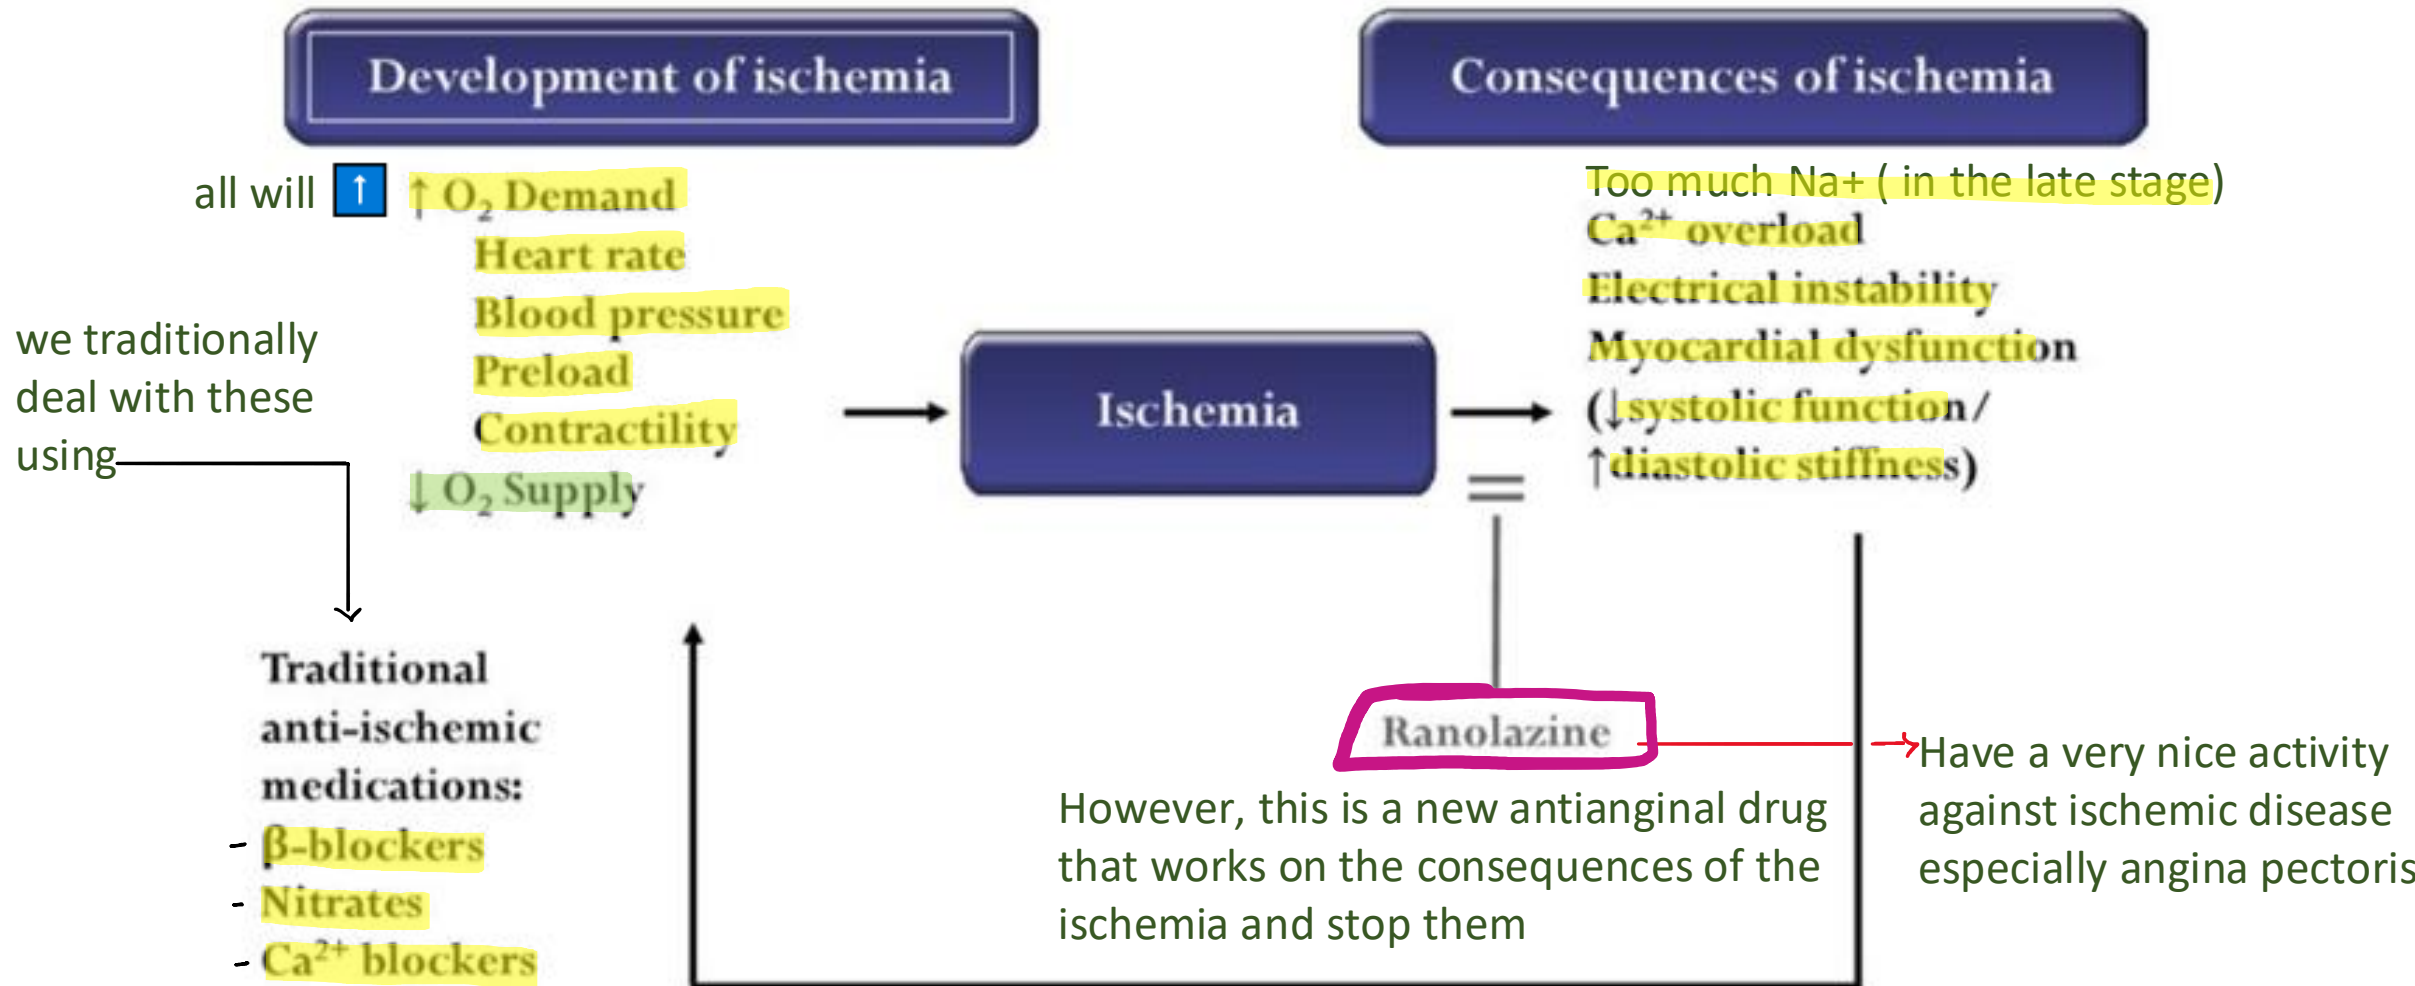 Development of ischemia
Consequences of ischemia
all will ↑
↑ O₂ Demand
Heart rate
Blood pressure
Preload
Contractility
↓ O₂ Supply
we traditionally
deal with these
using
Ischemia
Too much Na+ ( in the late stage)
Ca²⁺ overload
Electrical instability
Myocardial dysfunction
(↓systolic function/
↑diastolic stiffness)
Traditional
anti-ischemic
medications:
- β-blockers
- Nitrates
- Ca²⁺ blockers
Ranolazine
However, this is a new antianginal drug
that works on the consequences of the
ischemia and stop them
Have a very nice activity
against ischemic disease
especially angina pectoris